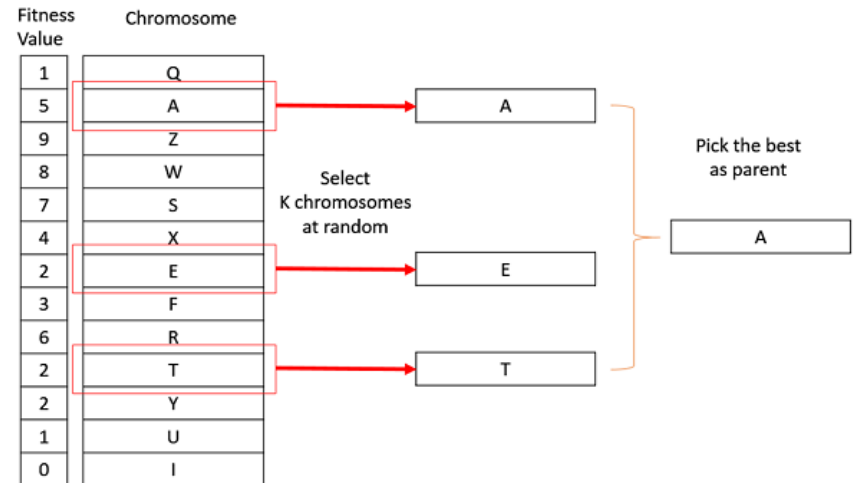 Fitness
Value
Chromosome
1 Q
5 A
9 Z
8 W
7 S
4 X
2 E
3 F
6 R
2 T
2 Y
1 U
0 I
Select
K chromosomes
at random
A
E
T
Pick the best
as parent
A